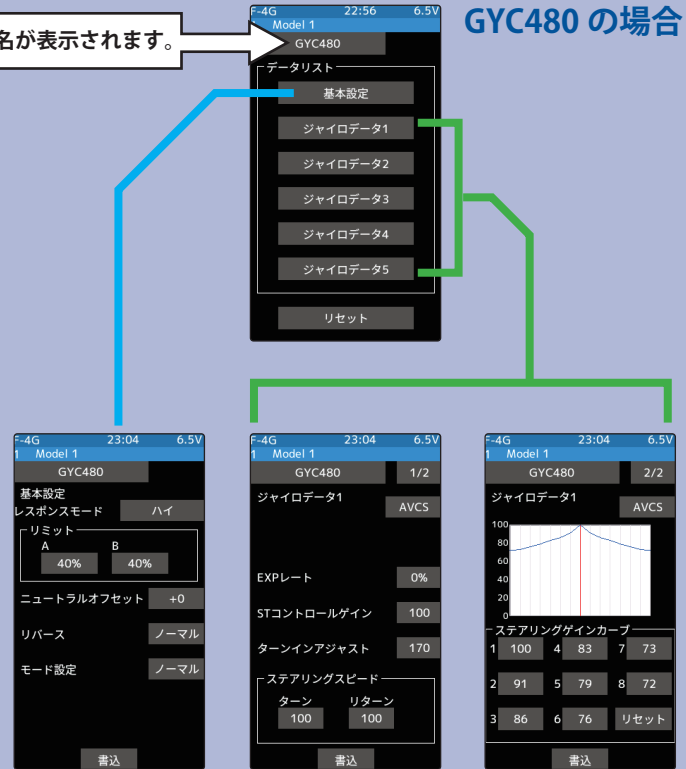 GYC480 の場合
名が表示されます。
F-4G 22:56 6.5V
Model 1
GYC480
データリスト
基本設定
ジャイロデータ1
ジャイロデータ2
ジャイロデータ3
ジャイロデータ4
ジャイロデータ5
リセット
F-4G 23:04 6.5V
1 Model 1
GYC480
基本設定
レスポンスモード ハイ
リミット
A B
40% 40%
ニュートラルオフセット +0
リバース ノーマル
モード設定 ノーマル
書込
F-4G 23:04 6.5V
1 Model 1
GYC480 1/2
ジャイロデータ1
AVCS
EXPレート 0%
STコントロールゲイン 100
ターンインアジャスト 170
ステアリングスピード
ターン リターン
100 100
書込
F-4G 23:04 6.5V
1 Model 1
GYC480 2/2
ジャイロデータ1
AVCS
100
80
60
40
20
0
ステアリングゲインカーブ
1 100 4 83 7 73
2 91 5 79 8 72
3 86 6 76 リセット
書込